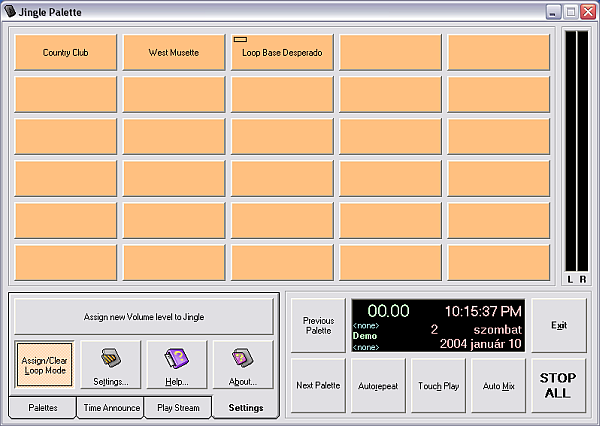 Jingle Palette
Country Club
West Musette
Loop Base Desperado
L R
Assign new Volume level to Jingle
Assign/Clear
Loop Mode
Settings...
Help...
About...
Palettes
Time Announce
Play Stream
Settings
Previous
Palette
00.00
10:15:37 PM
<none>
2
szombat
Demo
<none>
2004 január 10
Exit
Next Palette
Autorepeat
Touch Play
Auto Mix
STOP
ALL